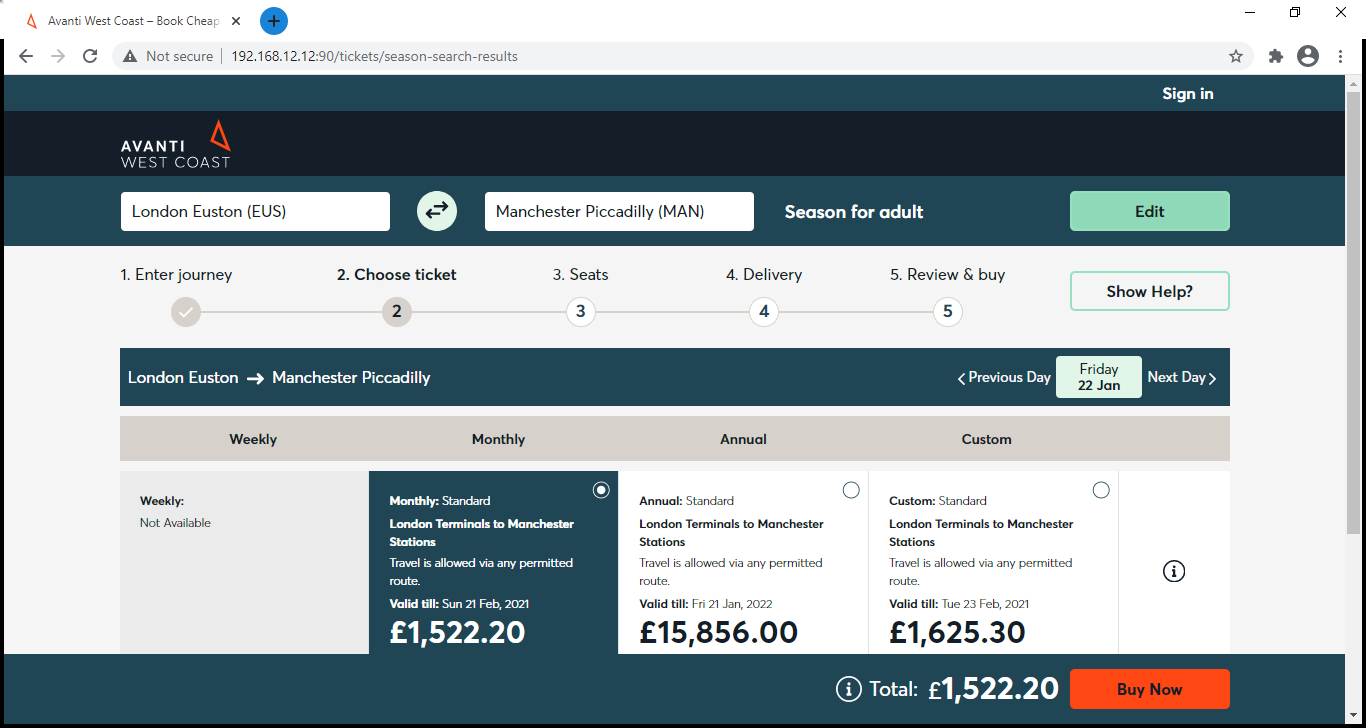 Avanti West Coast – Book Cheap
Not secure
192.168.12.12:90/tickets/season-search-results
Sign in
AVANTI
WEST COAST
London Euston (EUS)
Manchester Piccadilly (MAN)
Season for adult
Edit
1. Enter journey
2. Choose ticket
3. Seats
4. Delivery
5. Review & buy
2
3
4
5
Show Help?
London Euston → Manchester Piccadilly
Previous Day
Friday
22 Jan
Next Day
Weekly
Monthly
Annual
Custom
Weekly:
Not Available
Monthly: Standard
London Terminals to Manchester
Stations
Travel is allowed via any permitted
route.
Valid till: Sun 21 Feb, 2021
£1,522.20
Annual: Standard
London Terminals to Manchester
Stations
Travel is allowed via any permitted
route.
Valid till: Fri 21 Jan, 2022
£15,856.00
Custom: Standard
London Terminals to Manchester
Stations
Travel is allowed via any permitted
route.
Valid till: Tue 23 Feb, 2021
£1,625.30
Total: £1,522.20
Buy Now